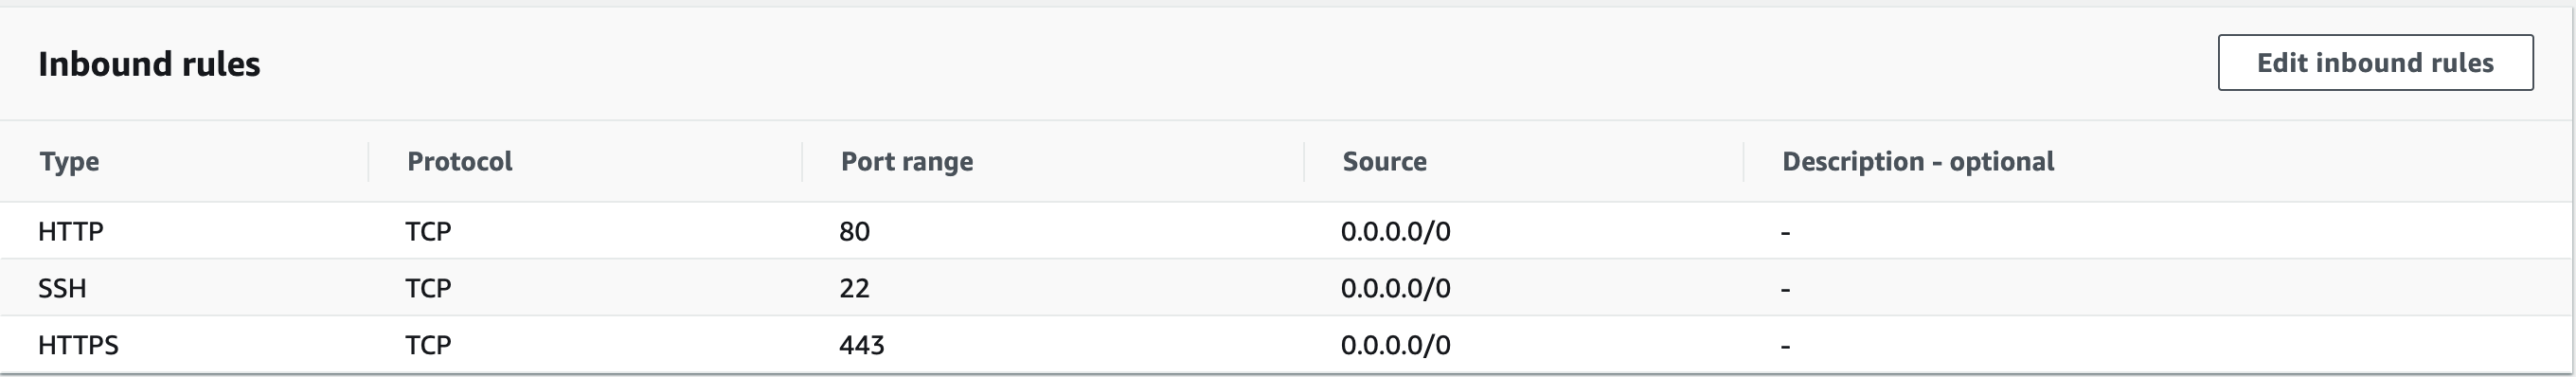 Inbound rules
Edit inbound rules
Type Protocol Port range Source Description - optional
HTTP TCP 80 0.0.0.0/0 -
SSH TCP 22 0.0.0.0/0 -
HTTPS TCP 443 0.0.0.0/0 -